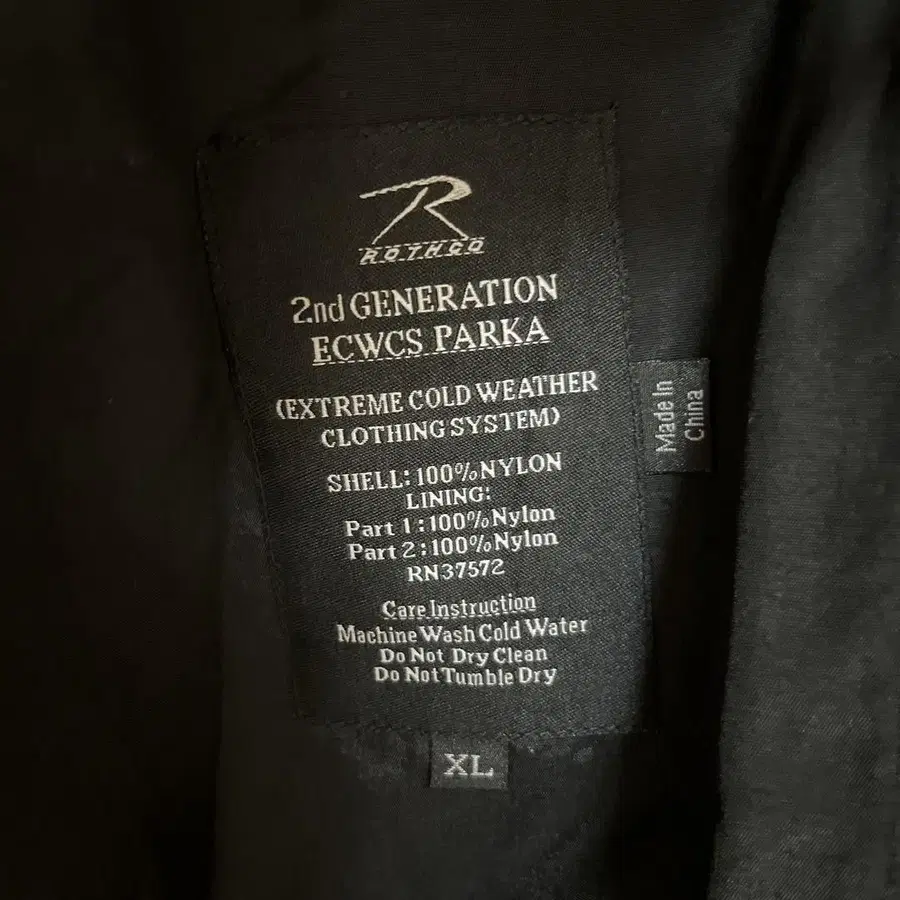 R
ROTHCO
2nd GENERATION
ECWCS PARKA
(EXTREME COLD WEATHER
CLOTHING SYSTEM)
SHELL: 100% NYLON
LINING:
Part 1 : 100% Nylon
Part 2 : 100% Nylon
RN37572
Care Instruction
Machine Wash Cold Water
Do Not Dry Clean
Do Not Tumble Dry
Made In
China
XL